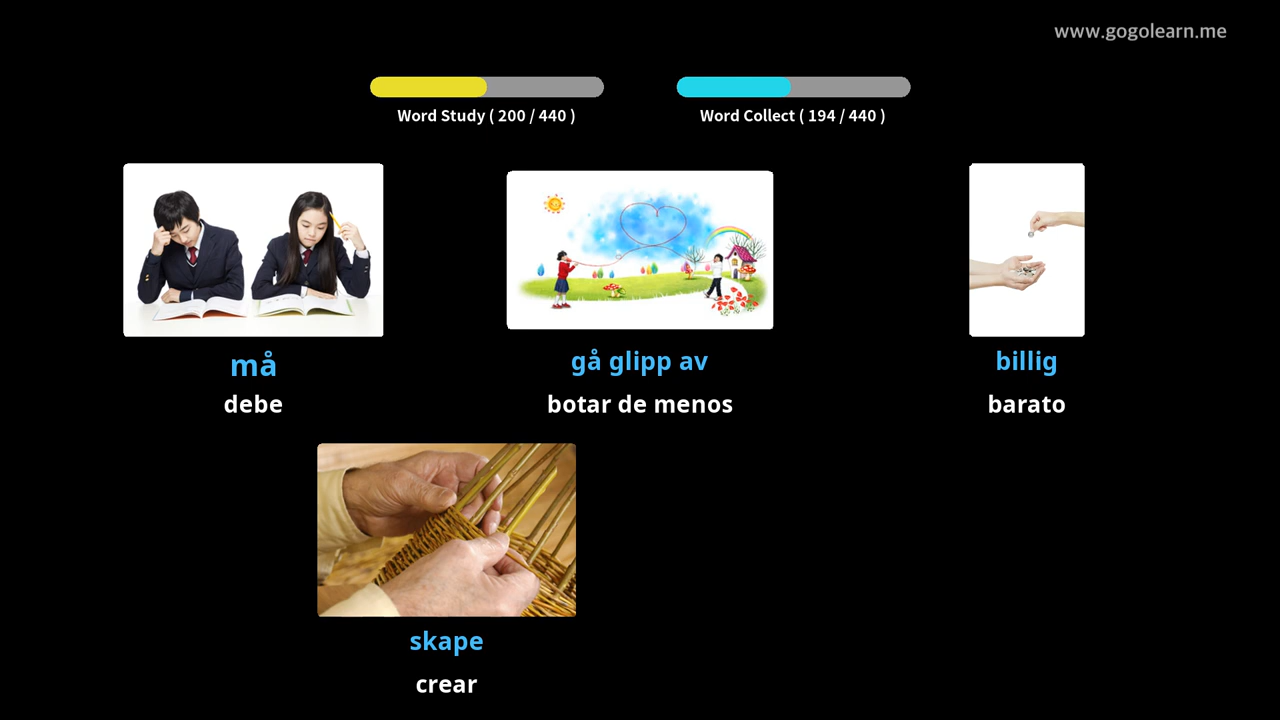 www.gogolearn.me
Word Study ( 200 / 440 )
Word Collect ( 194 / 440 )
må
gå glipp av
billig
debe
botar de menos
barato
skape
crear